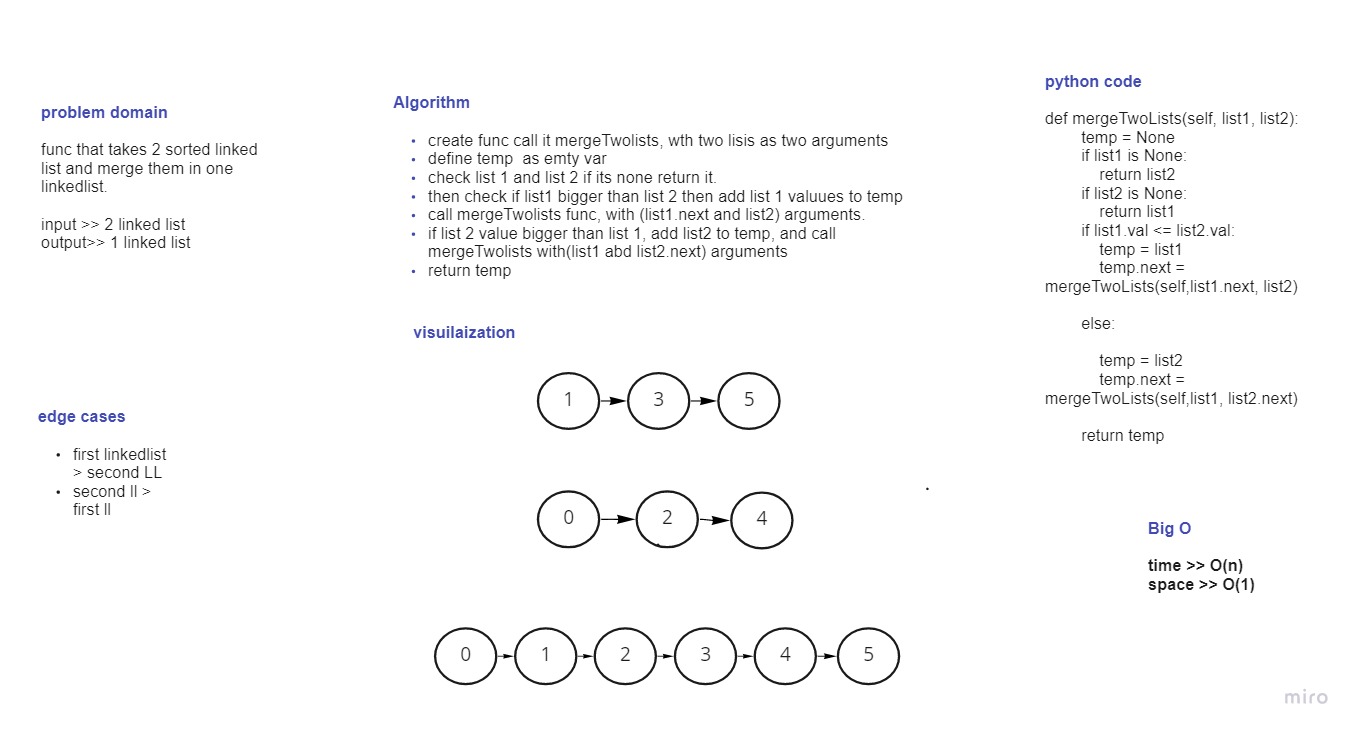 problem domain
func that takes 2 sorted linked
list and merge them in one
linkedlist.
input >> 2 linked list
output>> 1 linked list
edge cases
• first linkedlist
> second LL
• second ll >
first ll
Algorithm
• create func call it mergeTwolists, wth two lisis as two arguments
• define temp as emty var
• check list 1 and list 2 if its none return it.
• then check if list1 bigger than list 2 then add list 1 valuues to temp
• call mergeTwolists func, with (list1.next and list2) arguments.
• if list 2 value bigger than list 1, add list2 to temp, and call
mergeTwolists with(list1 abd list2.next) arguments
• return temp
visuilaization
1 3 5
0 2 4
0 1 2 3 4 5
python code
def mergeTwoLists(self, list1, list2):
temp = None
if list1 is None:
return list2
if list2 is None:
return list1
if list1.val <= list2.val:
temp = list1
temp.next =
mergeTwoLists(self,list1.next, list2)
else:
temp = list2
temp.next =
mergeTwoLists(self,list1, list2.next)
return temp
Big O
time >> O(n)
space >> O(1)
miro